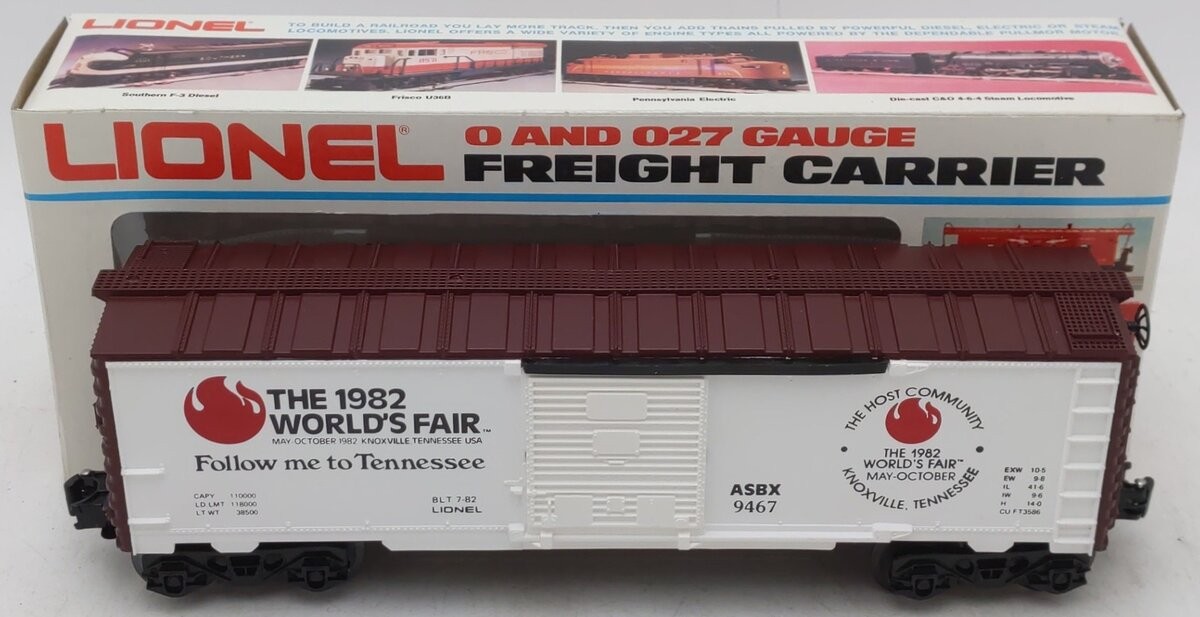 LIONEL
TO BUILD A RAILROAD YOU LAY MORE TRACK. THEN YOU ADD TRAINS PULLED BY POWERFUL DIESEL, ELECTRIC OR STEAM
LOCOMOTIVES. LIONEL OFFERS A WIDE VARIETY OF ENGINE TYPES ALL POWERED BY THE DEPENDABLE PULLMOR MOTOR.
Southern F-3 Diesel
Frisco U36B
Pennsylvania Electric
Die-cast C&O 4-6-4 Steam Locomotive
LIONEL®
O AND O27 GAUGE
FREIGHT CARRIER
THE 1982
WORLD'S FAIR™
MAY-OCTOBER 1982 KNOXVILLE TENNESSEE USA
Follow me to Tennessee
CAPY 110000
LD LMT 118000
LT WT 38500
BLT 7-82
LIONEL
ASBX
9467
THE HOST COMMUNITY
• THE 1982 •
WORLD'S FAIR™
MAY-OCTOBER
KNOXVILLE, TENNESSEE
EXW 10-5
EW 9-8
IL 41-6
IW 9-6
H 14-0
CU FT 3586